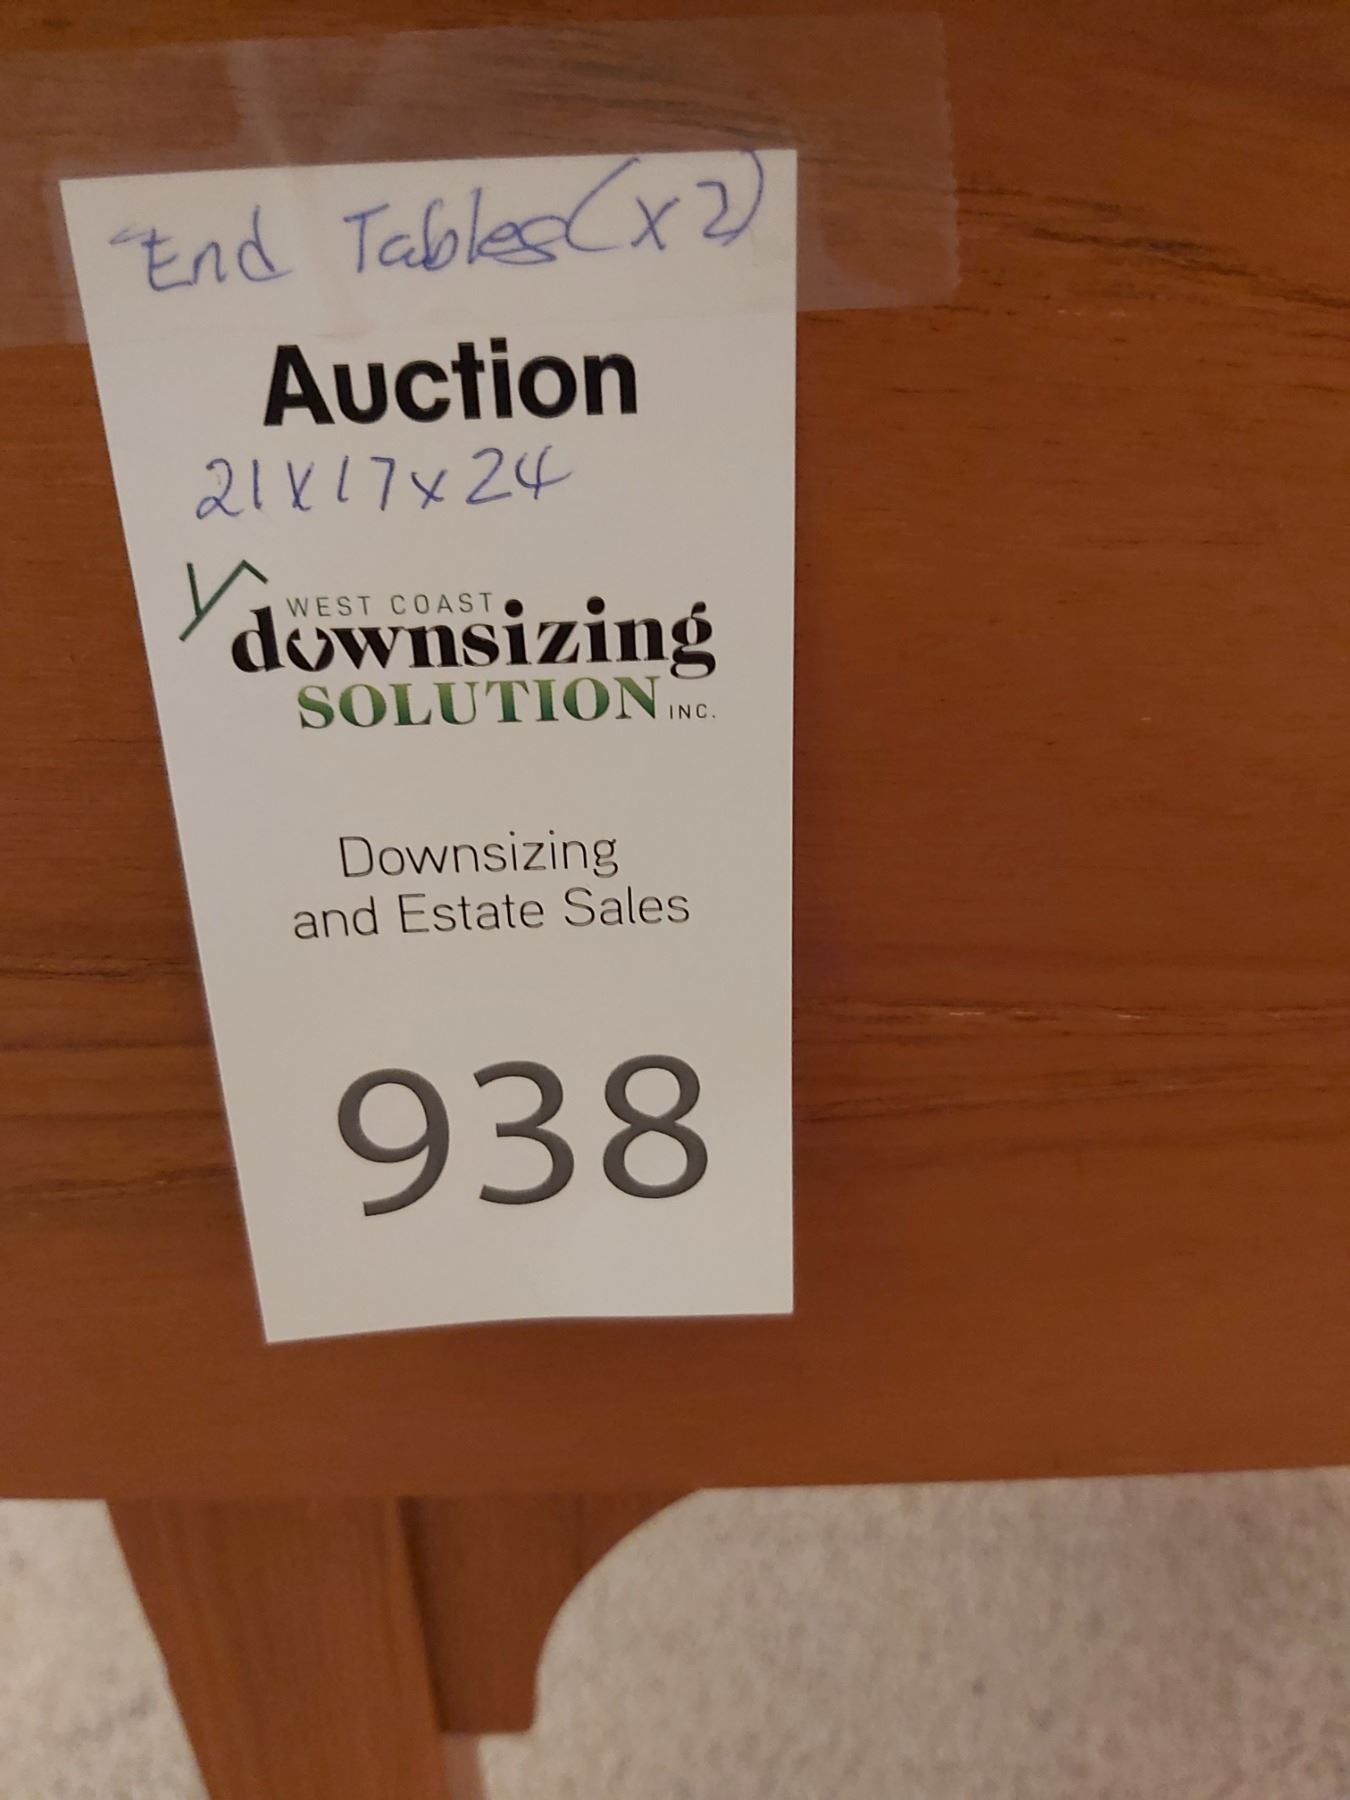 End Tables (x2)
Auction
21x17x24
WEST COAST
downsizing
SOLUTION INC.
Downsizing
and Estate Sales
938